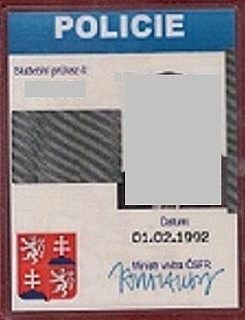 POLICIE
Služební průkaz č.
Datum:
01.02.1992
Ministr vnitra ČSFR